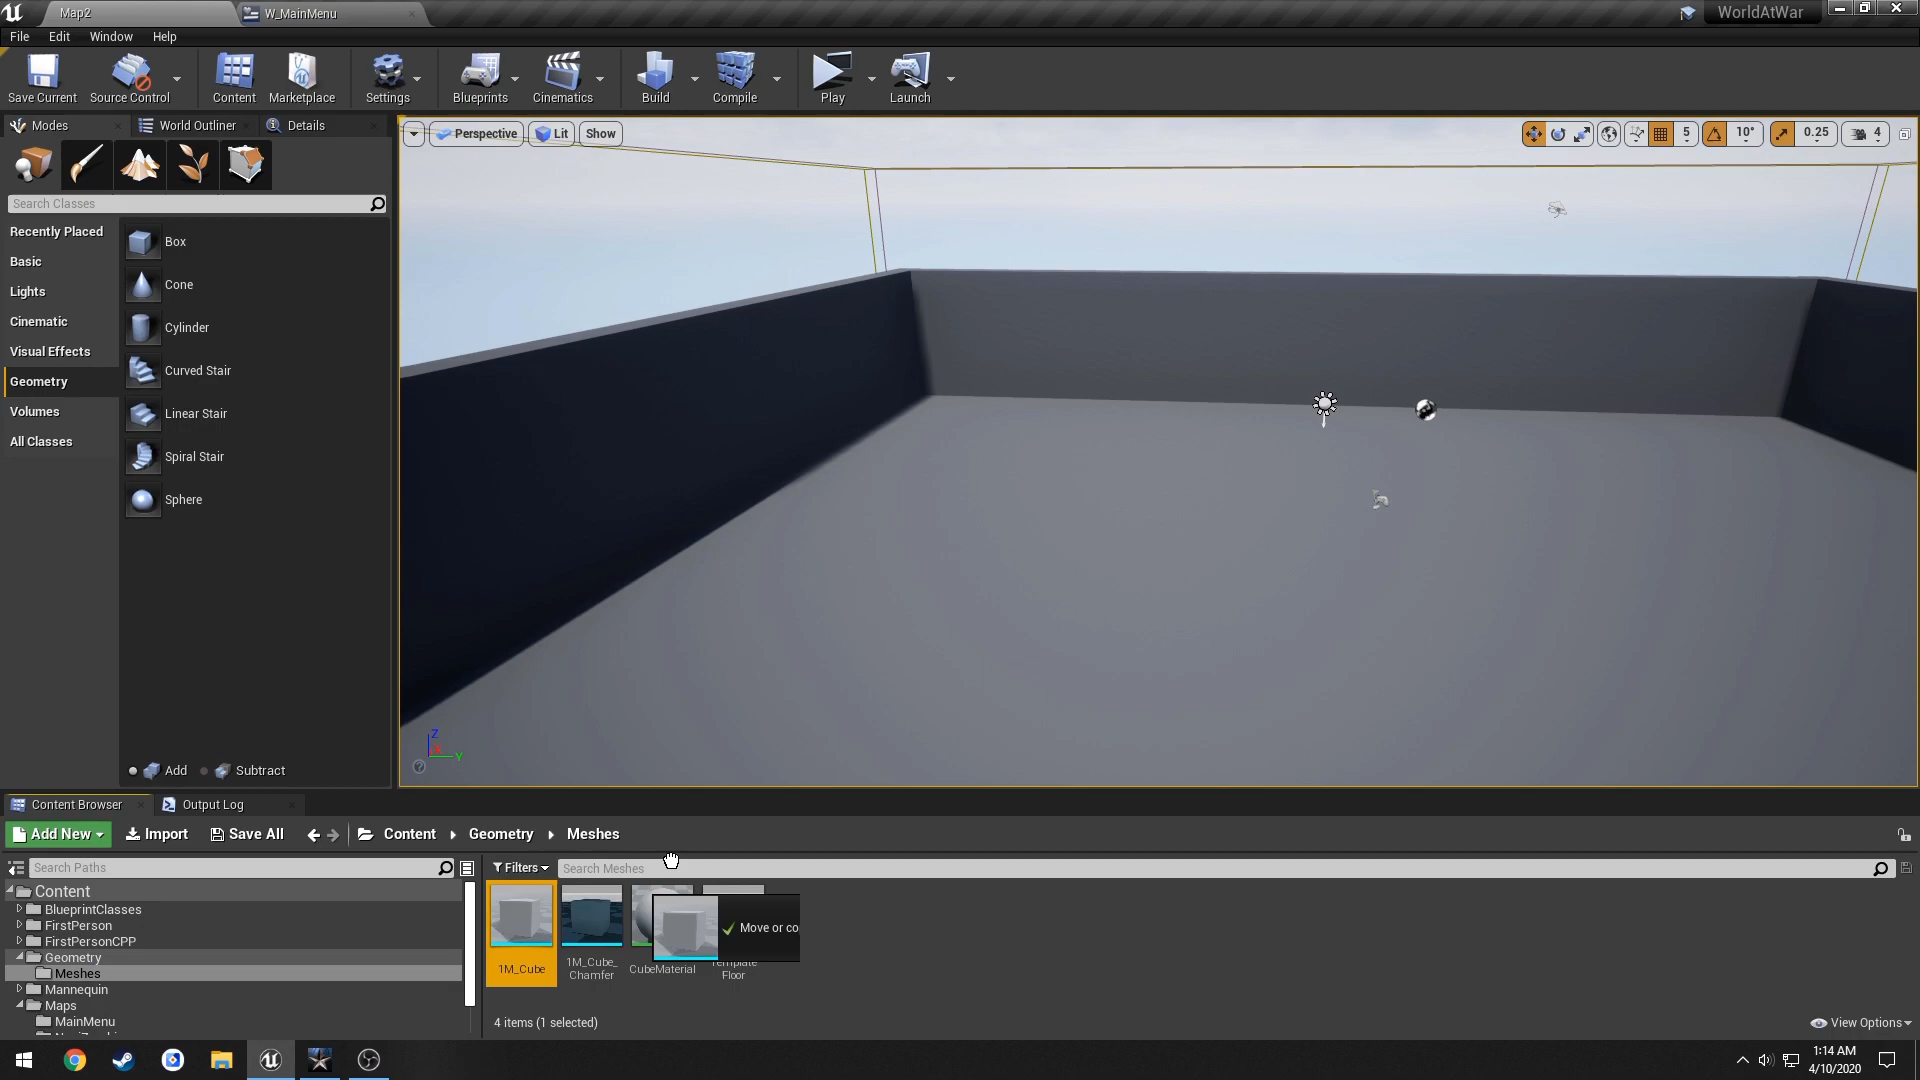 Map2
W_MainMenu
WorldAtWar
File Edit Window Help
Save Current
Source Control
Content
Marketplace
Settings
Blueprints
Cinematics
Build
Compile
Play
Launch
Modes
World Outliner
Details
Perspective
Lit
Show
5
10°
0.25
4
Search Classes
Recently Placed
Basic
Lights
Cinematic
Visual Effects
Geometry
Volumes
All Classes
Box
Cone
Cylinder
Curved Stair
Linear Stair
Spiral Stair
Sphere
Add
Subtract
Z
X
Y
Content Browser
Output Log
Add New
Import
Save All
Content
Geometry
Meshes
Search Paths
Filters
Search Meshes
Content
BlueprintClasses
FirstPerson
FirstPersonCPP
Geometry
Meshes
Mannequin
Maps
MainMenu
1M_Cube
1M_Cube_
Chamfer
CubeMaterial
Template
Floor
Move or co
4 items (1 selected)
View Options
1:14 AM
4/10/2020